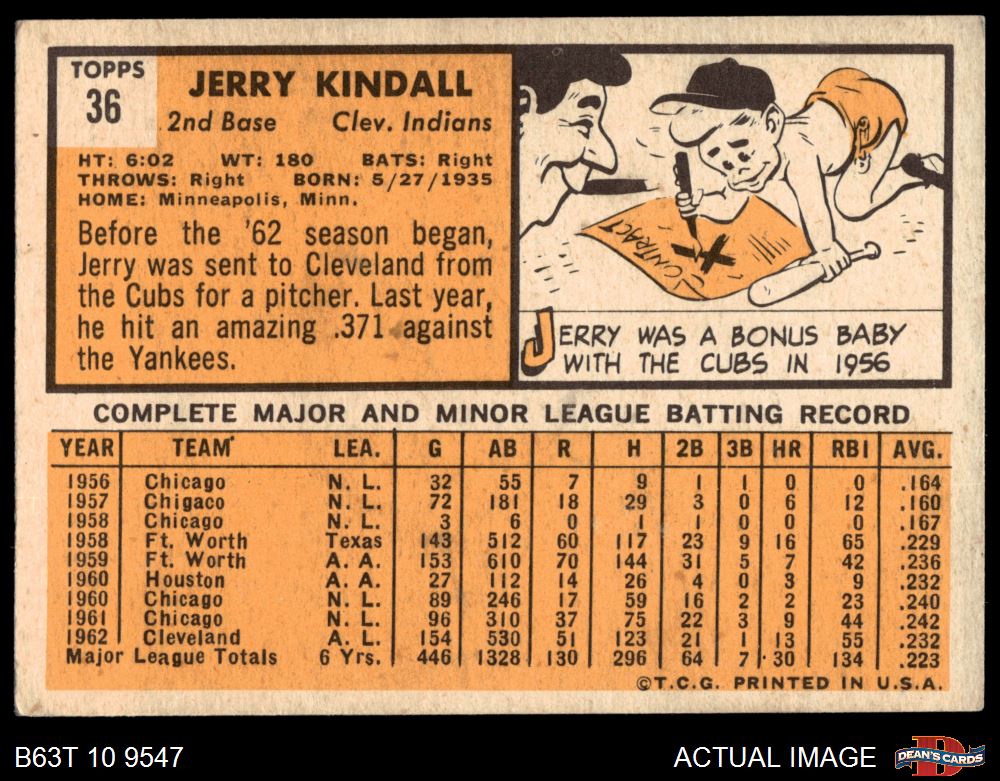 TOPPS
36
JERRY KINDALL
2nd Base Clev. Indians
HT: 6:02 WT: 180 BATS: Right
THROWS: Right BORN: 5/27/1935
HOME: Minneapolis, Minn.
Before the '62 season began,
Jerry was sent to Cleveland from
the Cubs for a pitcher. Last year,
he hit an amazing .371 against
the Yankees.
CONTRACT
X
JERRY WAS A BONUS BABY
WITH THE CUBS IN 1956
COMPLETE MAJOR AND MINOR LEAGUE BATTING RECORD
YEAR TEAM LEA. G AB R H 2B 3B HR RBI AVG.
1956 Chicago N. L. 32 55 7 9 1 1 0 0 .164
1957 Chigaco N. L. 72 181 18 29 3 0 6 12 .160
1958 Chicago N. L. 3 6 0 1 1 0 0 0 .167
1958 Ft. Worth Texas 143 512 60 117 23 9 16 65 .229
1959 Ft. Worth A. A. 153 610 70 144 31 5 7 42 .236
1960 Houston A. A. 27 112 14 26 4 0 3 9 .232
1960 Chicago N. L. 89 246 17 59 16 2 2 23 .240
1961 Chicago N. L. 96 310 37 75 22 3 9 44 .242
1962 Cleveland A. L. 154 530 51 123 21 1 13 55 .232
Major League Totals 6 Yrs. 446 1328 130 296 64 7 30 134 .223
©T.C.G. PRINTED IN U.S.A.
B63T 10 9547 ACTUAL IMAGE DEAN'S CARDS